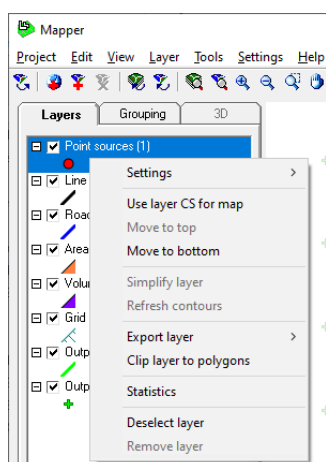 Mapper
Project Edit View Layer Tools Settings Help
Layers Grouping 3D
Point sources (1)
Settings
Line
Use layer CS for map
Road
Move to top
Area
Move to bottom
Volu
Simplify layer
Grid
Refresh contours
Outp
Export layer
Outp
Clip layer to polygons
Statistics
Deselect layer
Remove layer